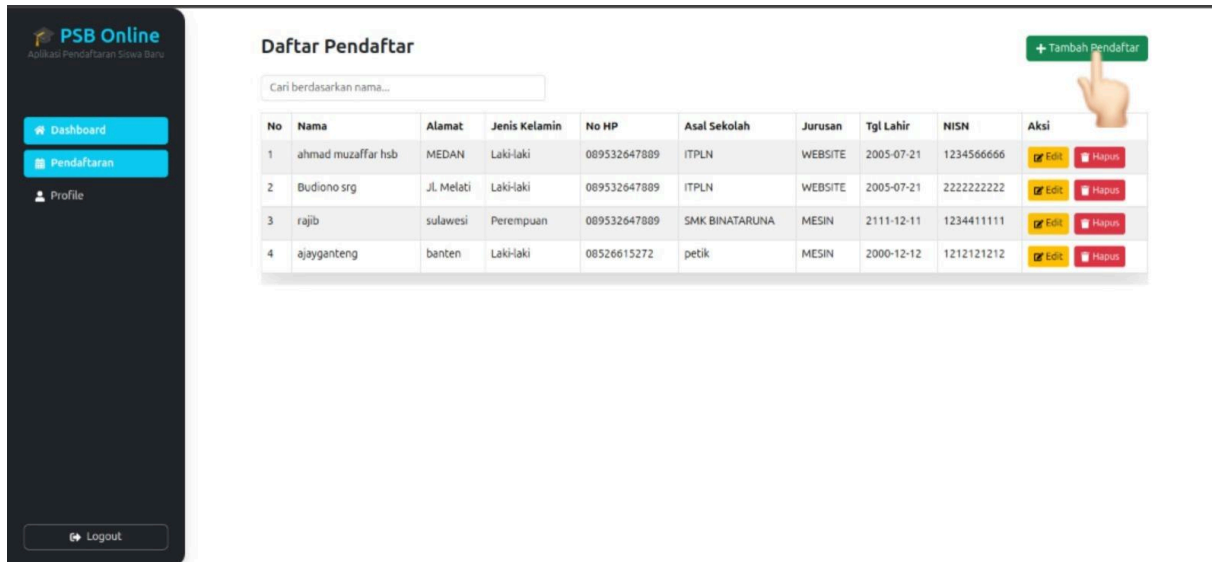 PSB Online
Aplikasi Pendaftaran Siswa Baru
Dashboard
Pendaftaran
Profile
Logout
Daftar Pendaftar
+ Tambah Pendaftar
Cari berdasarkan nama...
No Nama Alamat Jenis Kelamin No HP Asal Sekolah Jurusan Tgl Lahir NISN Aksi
1 ahmad muzaffar hsb MEDAN Laki-laki 089532647889 ITPLN WEBSITE 2005-07-21 1234566666 Edit Hapus
2 Budiono srg Jl. Melati Laki-laki 089532647889 ITPLN WEBSITE 2005-07-21 2222222222 Edit Hapus
3 rajib sulawesi Perempuan 089532647889 SMK BINATARUNA MESIN 2111-12-11 1234411111 Edit Hapus
4 ajayganteng banten Laki-laki 08526615272 petik MESIN 2000-12-12 1212121212 Edit Hapus